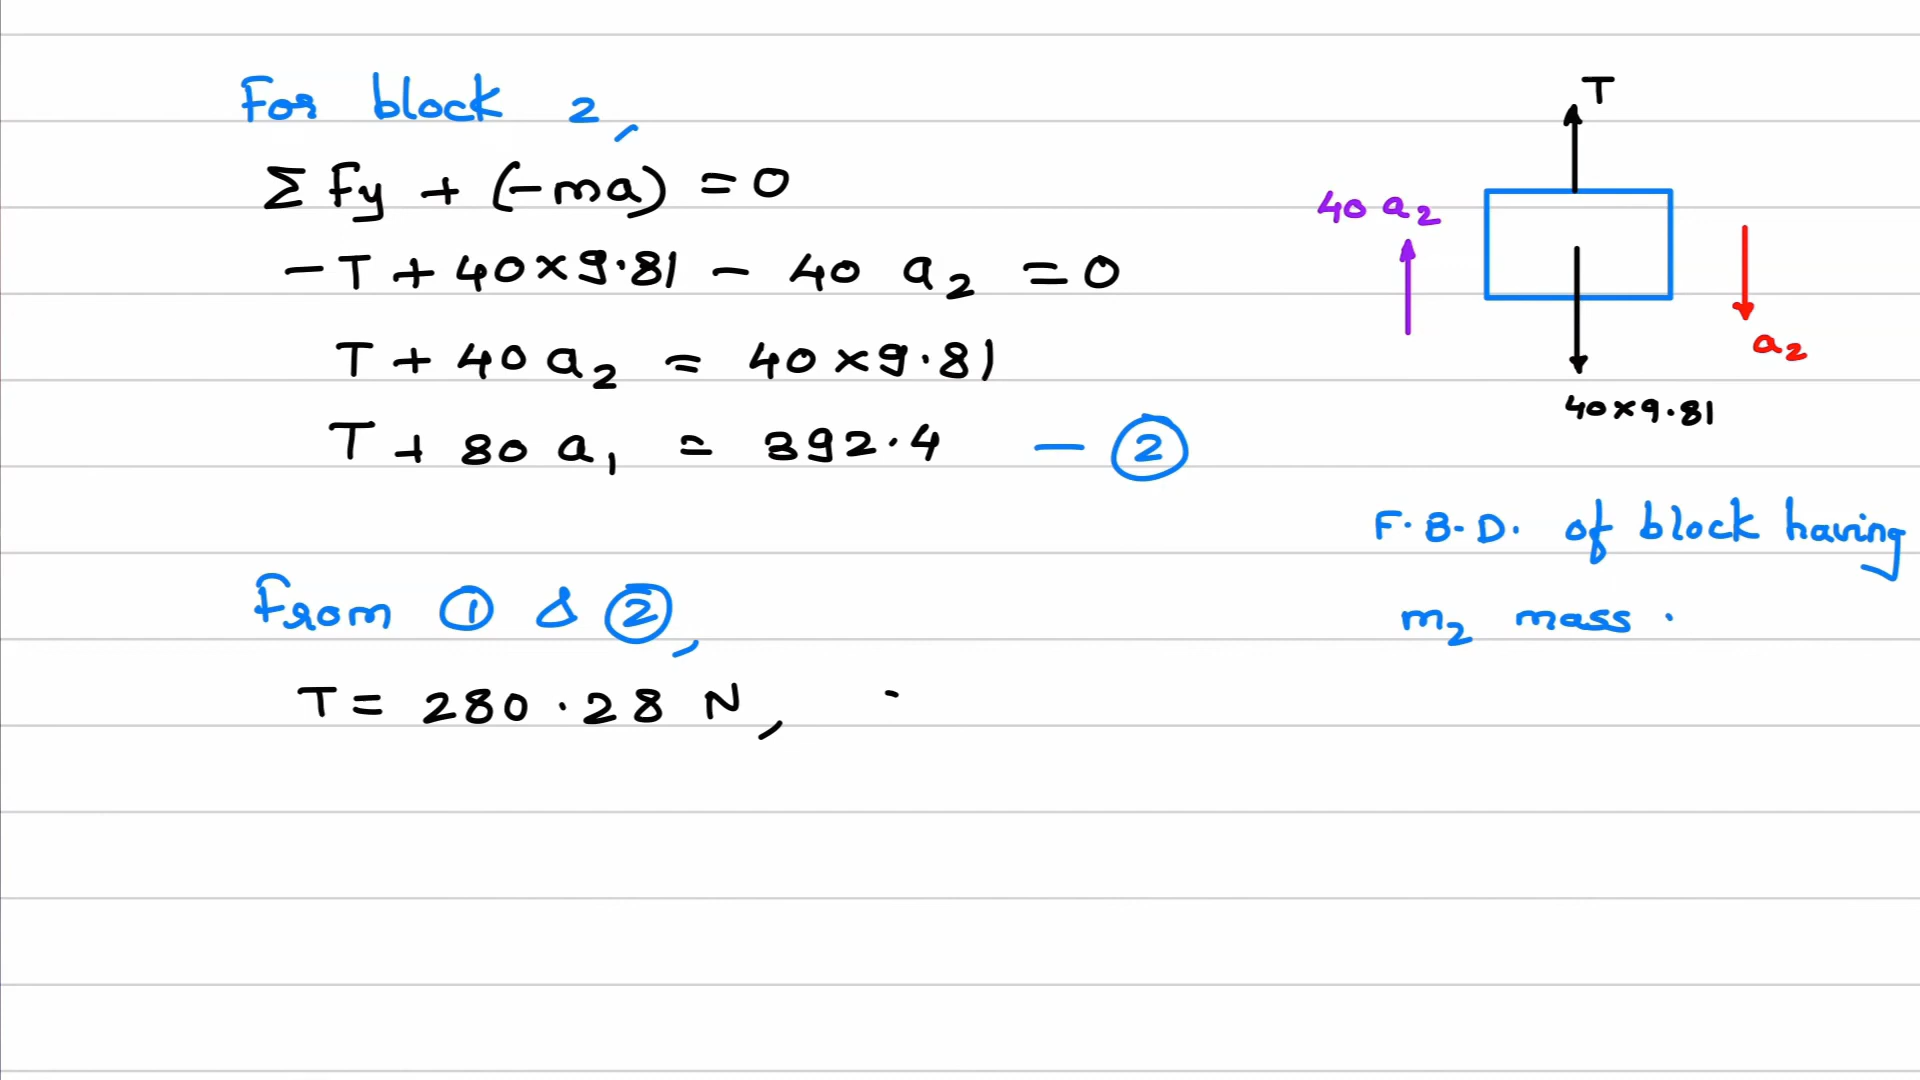 For block 2,
Σ Fy + (-ma) = 0
-T + 40×9.81 - 40 a₂ = 0
T + 40 a₂ = 40×9.81
T + 80 a₁ = 392.4 - ②
From ① & ②,
T = 280.28 N,
T
40 a₂
a₂
40×9.81
F.B.D. of block having
m₂ mass.